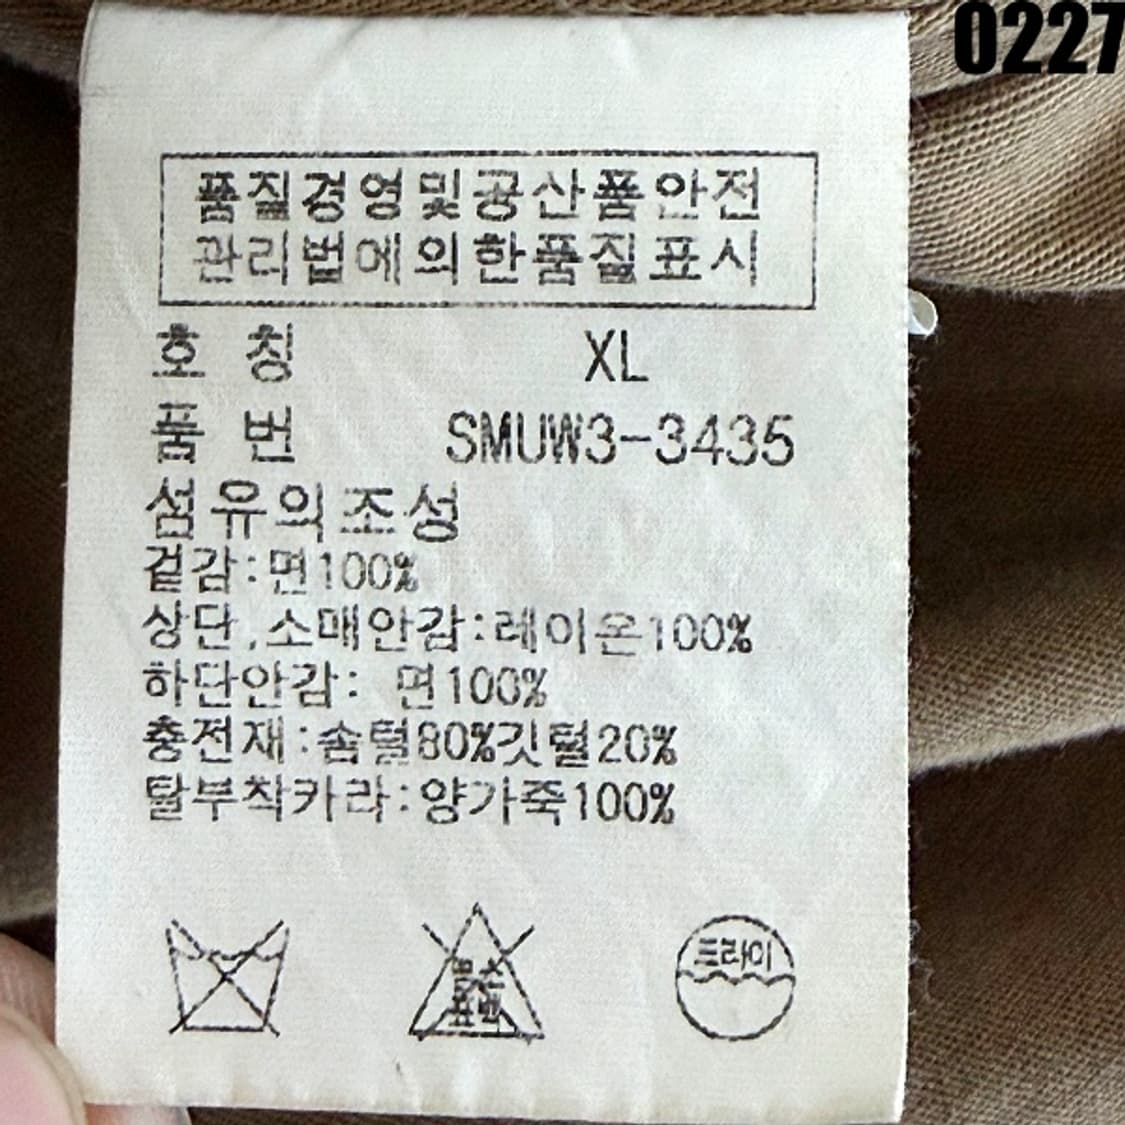 0227
품질경영및공산품안전
관리법에의한품질표시
호 칭 XL
품 번 SMUW3-3435
섬유의조성
겉감:면100%
상단,소매안감:레이온100%
하단안감: 면100%
충전재:솜털80%깃털20%
탈부착카라:양가죽100%
드라이